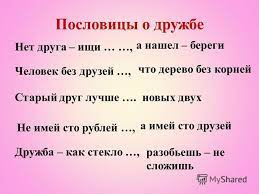 Пословицы о дружбе
Нет друга – ищи … …, а нашел – береги
Человек без друзей …, что дерево без корней
Старый друг лучше …. новых двух
Не имей сто рублей …, а имей сто друзей
Дружба – как стекло …, разобьешь – не сложишь
MyShared